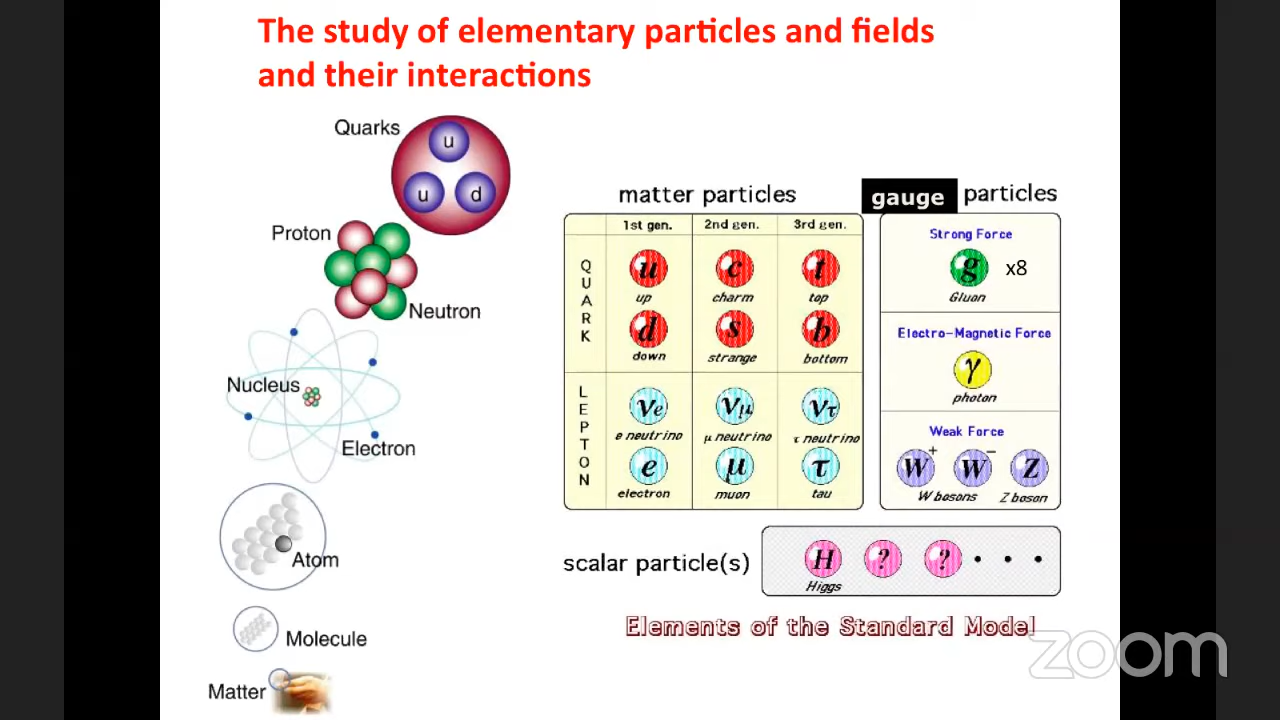 The study of elementary particles and fields
and their interactions
Quarks
u
u d
Proton
Neutron
Nucleus
Electron
Atom
Molecule
Matter
matter particles
1st gen. 2nd gen. 3rd gen.
QUARK
u c t
up charm top
d s b
down strange bottom
LEPTON
νe νμ ντ
e neutrino μ neutrino τ neutrino
e μ τ
electron muon tau
gauge particles
Strong Force
g x8
Gluon
Electro-Magnetic Force
γ
photon
Weak Force
W+ W− Z
W bosons Z boson
scalar particle(s)
H ? ? • • •
Higgs
Elements of the Standard Model
zoom